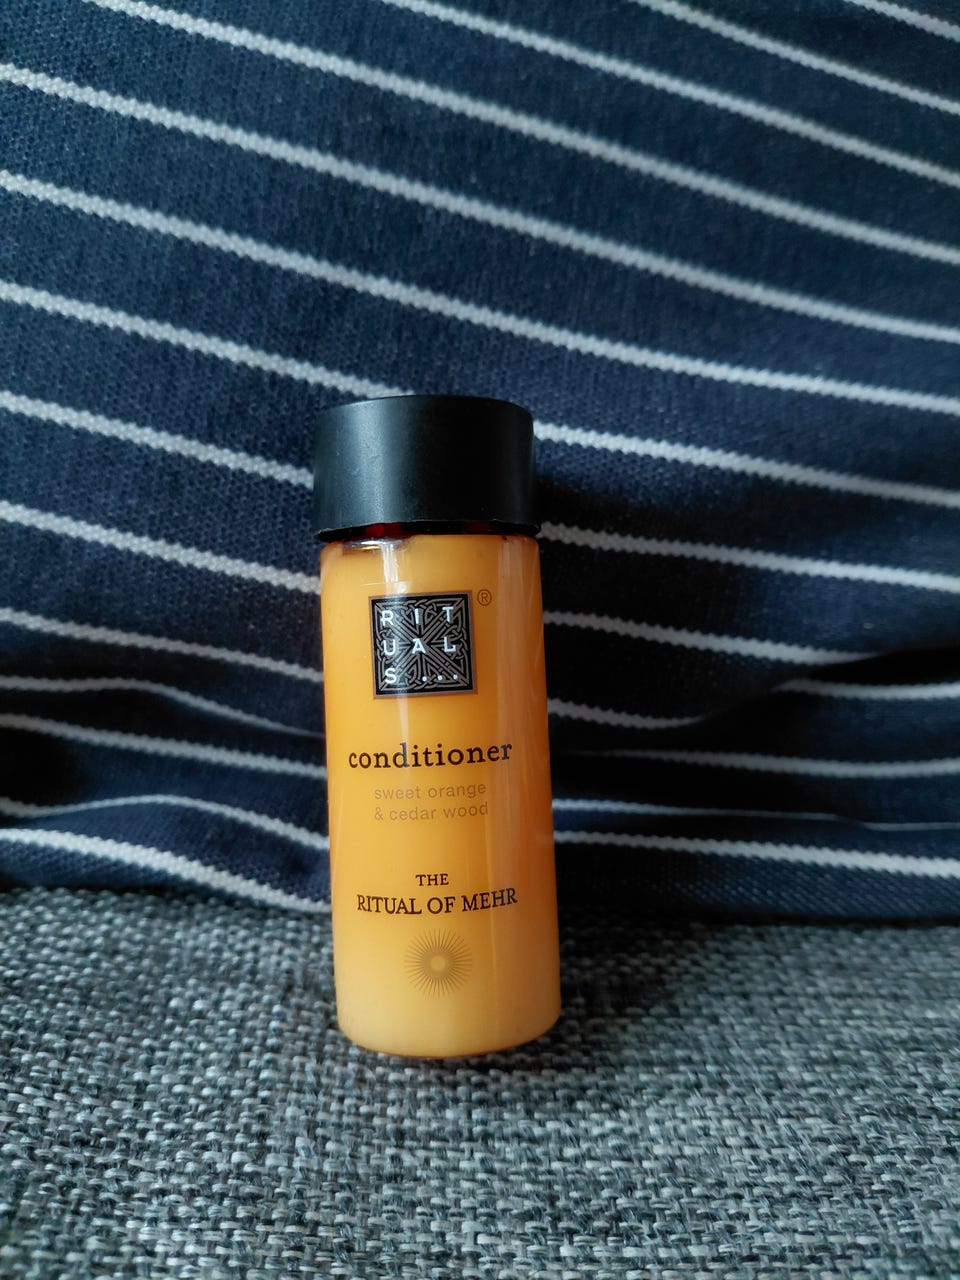 RIT
UAL
S...
®
conditioner
sweet orange
& cedar wood
THE
RITUAL OF MEHR